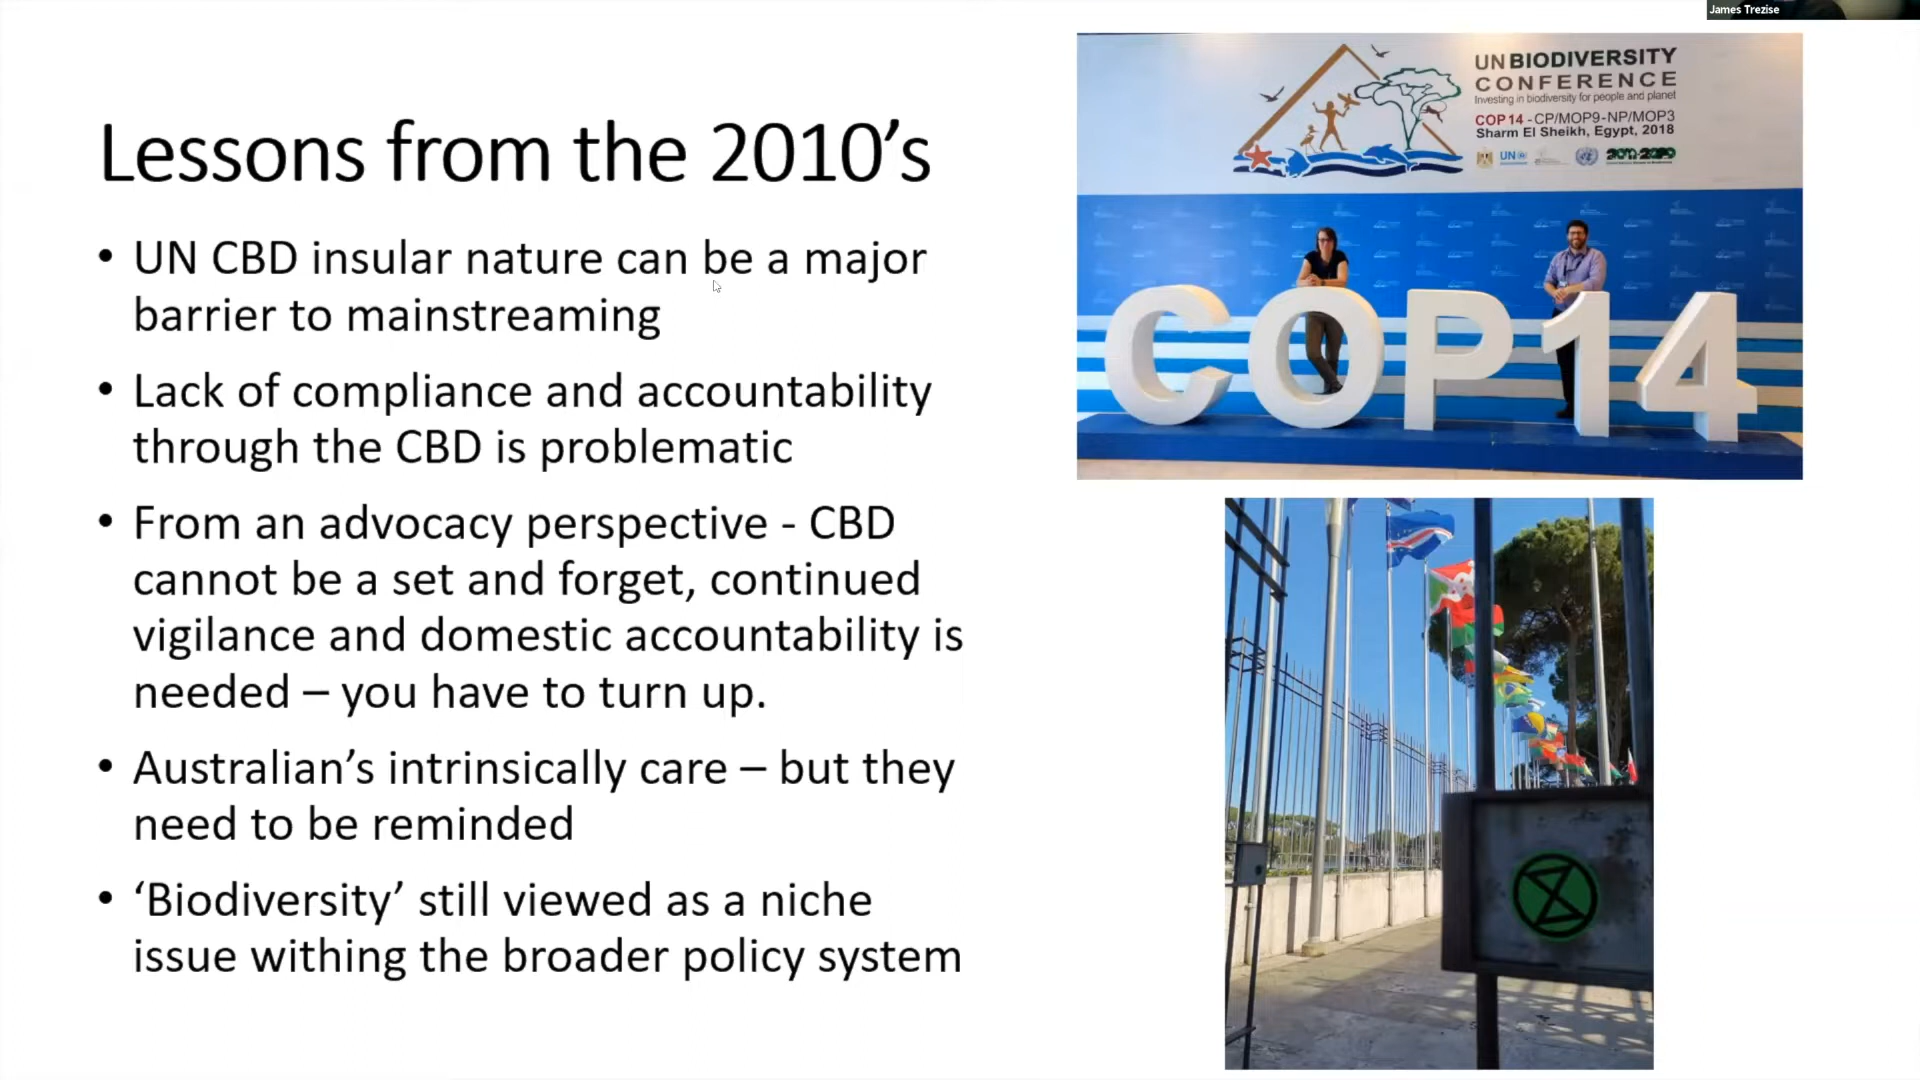 James Trezise
Lessons from the 2010’s
• UN CBD insular nature can be a major
barrier to mainstreaming
• Lack of compliance and accountability
through the CBD is problematic
• From an advocacy perspective - CBD
cannot be a set and forget, continued
vigilance and domestic accountability is
needed – you have to turn up.
• Australian’s intrinsically care – but they
need to be reminded
• ‘Biodiversity’ still viewed as a niche
issue withing the broader policy system
UN BIODIVERSITY
CONFERENCE
Investing in biodiversity for people and planet
COP 14 - CP/MOP9 - NP/MOP3
Sharm El Sheikh, Egypt, 2018
UN
2011-2020
COP14